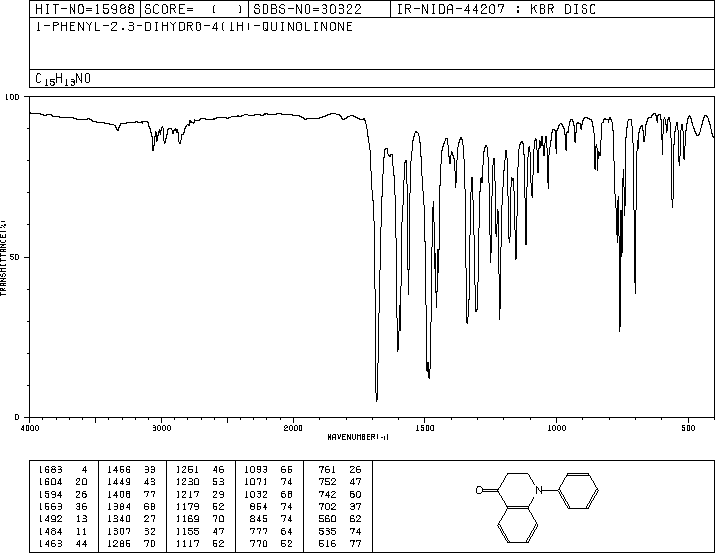 HIT-NO=15988 SCORE= ( ) SDBS-NO=30322 IR-NIDA-44207 : KBR DISC
1-PHENYL-2,3-DIHYDRO-4(1H)-QUINOLINONE
C15H13NO
100
50
0
TRANSMITTANCE(%)
4000 3000 2000 1500 1000 500
WAVENUMBER(-1)
1683 4 1456 39 1251 46 1093 66 761 26
1604 20 1449 43 1230 53 1071 74 752 47
1594 26 1408 77 1217 29 1032 68 742 60
1563 36 1384 68 1179 52 864 74 702 37
1492 13 1340 27 1169 70 845 74 560 62
1484 11 1307 32 1155 47 777 64 535 74
1463 44 1285 70 1117 52 770 52 516 77
O N